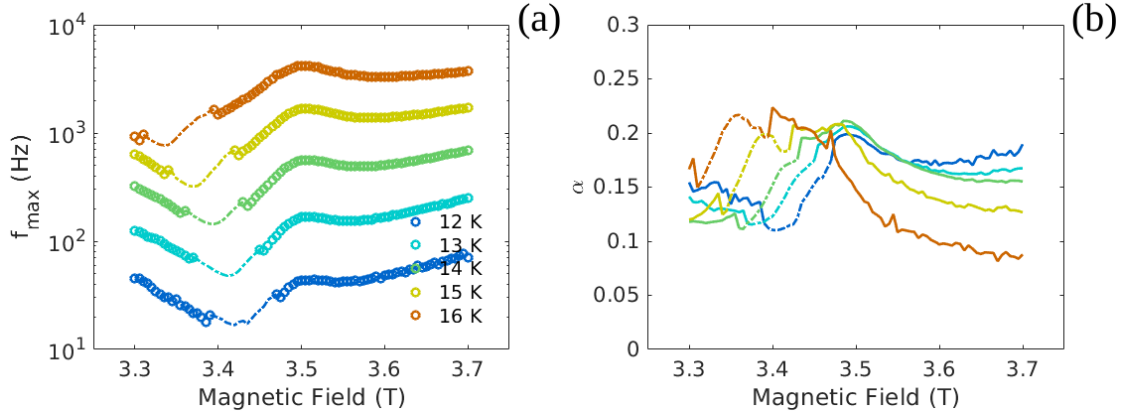 (a)
10^4
10^3
10^2
10^1
f_max (Hz)
3.3 3.4 3.5 3.6 3.7
Magnetic Field (T)
12 K
13 K
14 K
15 K
16 K
(b)
0.3
0.25
0.2
0.15
0.1
0.05
0
α
3.3 3.4 3.5 3.6 3.7
Magnetic Field (T)